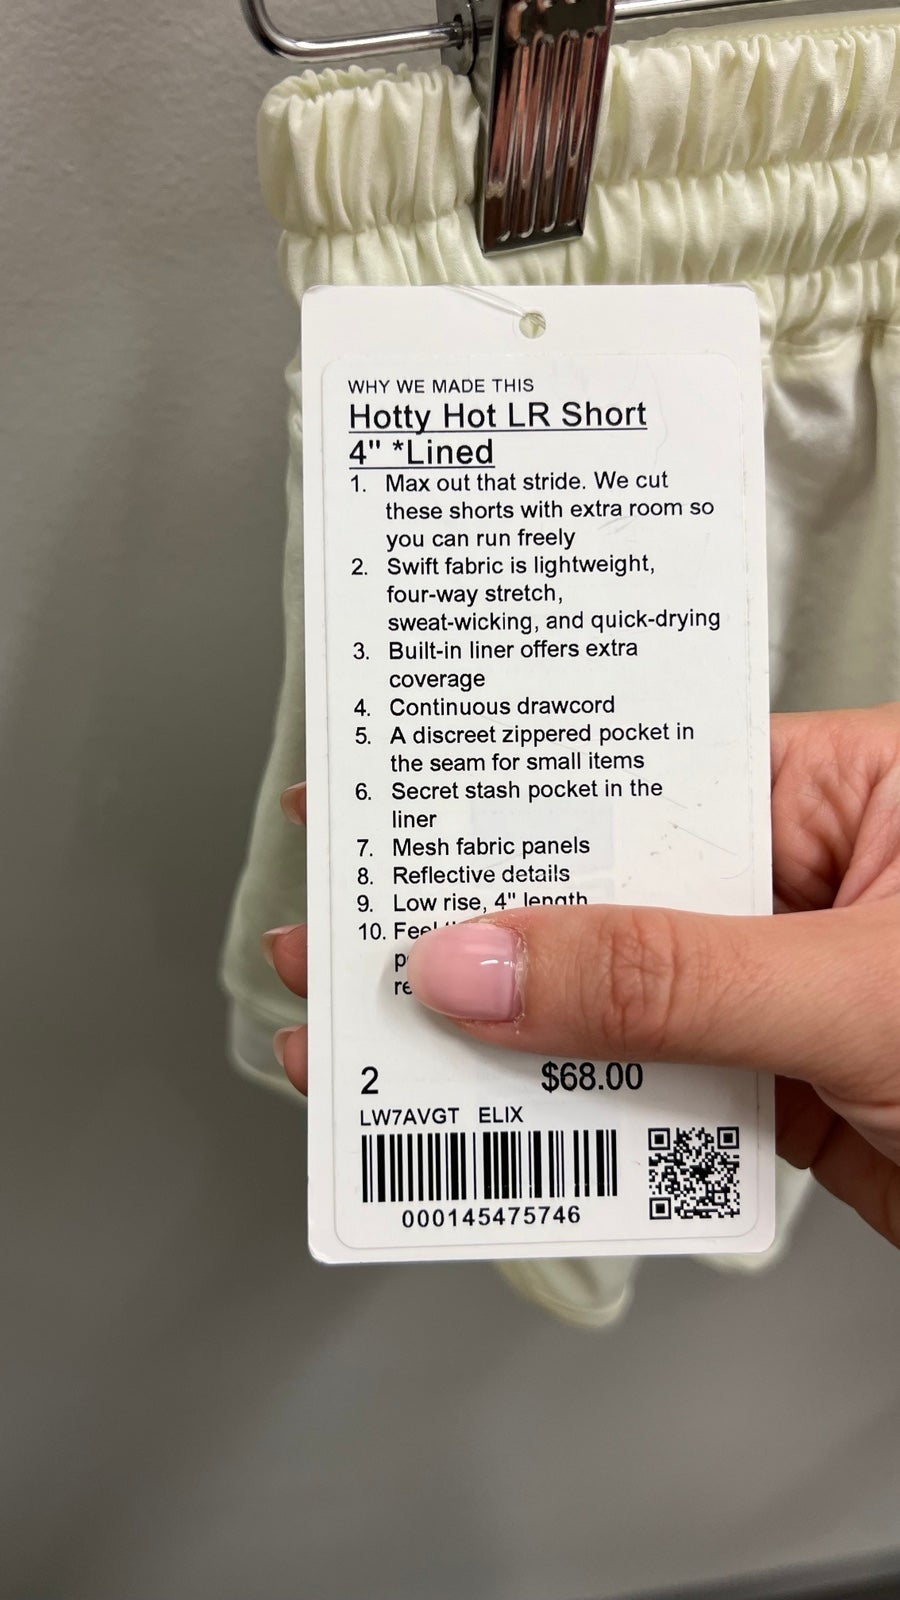 WHY WE MADE THIS
Hotty Hot LR Short
4" *Lined
1. Max out that stride. We cut
these shorts with extra room so
you can run freely
2. Swift fabric is lightweight,
four-way stretch,
sweat-wicking, and quick-drying
3. Built-in liner offers extra
coverage
4. Continuous drawcord
5. A discreet zippered pocket in
the seam for small items
6. Secret stash pocket in the
liner
7. Mesh fabric panels
8. Reflective details
9. Low rise, 4" length
10.
2 $68.00
LW7AVGT ELIX
000145475746